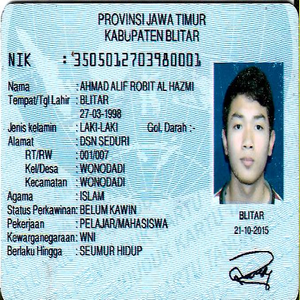 PROVINSI JAWA TIMUR
KABUPATEN BLITAR
NIK : 3505012703980001
Nama : AHMAD ALIF ROBIT AL HAZMI
Tempat/Tgl Lahir : BLITAR
27-03-1998
Jenis kelamin : LAKI-LAKI Gol. Darah :-
Alamat : DSN SEDURI
RT/RW : 001/007
Kel/Desa : WONODADI
Kecamatan : WONODADI
Agama : ISLAM
Status Perkawinan: BELUM KAWIN
Pekerjaan : PELAJAR/MAHASISWA
Kewarganegaraan: WNI
Berlaku Hingga : SEUMUR HIDUP
BLITAR
21-10-2015